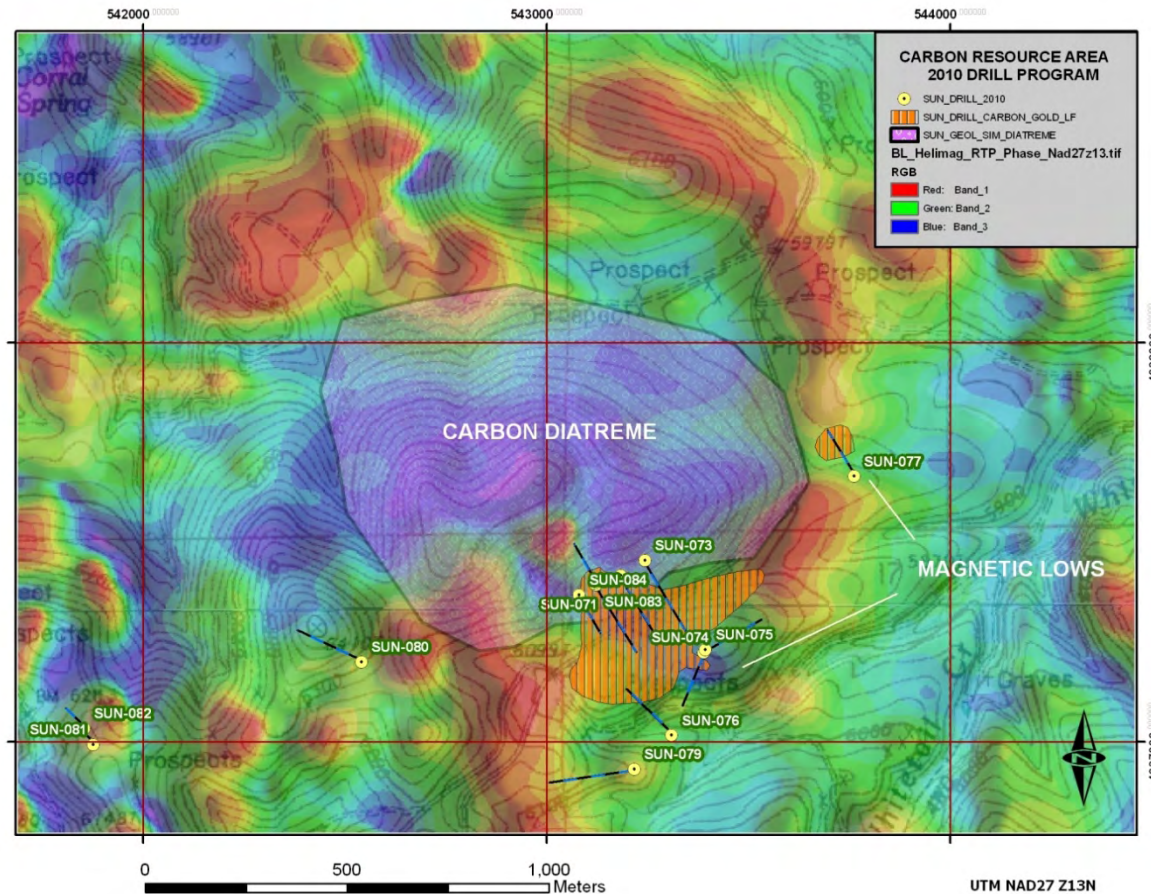 542000
543000
544000
CARBON RESOURCE AREA
2010 DRILL PROGRAM
SUN_DRILL_2010
SUN_DRILL_CARBON_GOLD_LF
SUN_GEOL_SIM_DIATREME
BL_Helimag_RTP_Phase_Nad27z13.tif
RGB
Red: Band_1
Green: Band_2
Blue: Band_3
Prospect
Corral
Spring
Prospect
Prospect
Prospect
Prospect
Prospect
CARBON DIATREME
SUN-077
SUN-073
MAGNETIC LOWS
SUN-084
SUN-071
SUN-083
SUN-074
SUN-075
SUN-080
Prospects
Graves
SUN-082
SUN-081
SUN-076
SUN-079
Prospects
N
0
500
1,000
Meters
UTM NAD27 Z13N